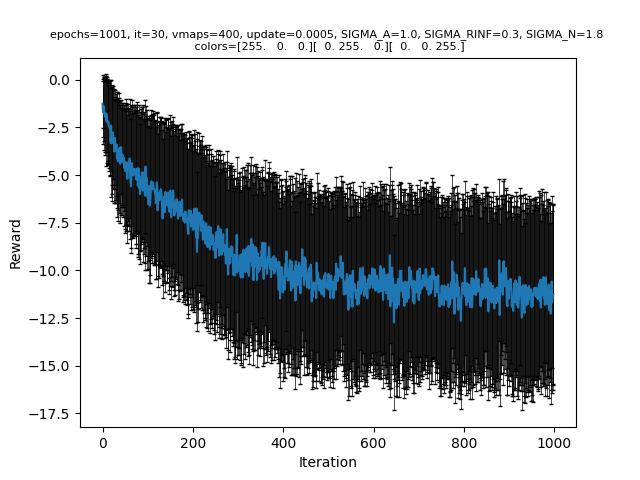 epochs=1001, it=30, vmaps=400, update=0.0005, SIGMA_A=1.0, SIGMA_RINF=0.3, SIGMA_N=1.8
colors=[255.   0.   0.][  0. 255.   0.][  0.   0. 255.]
0.0
−2.5
−5.0
−7.5
−10.0
−12.5
−15.0
−17.5
Reward
0 200 400 600 800 1000
Iteration